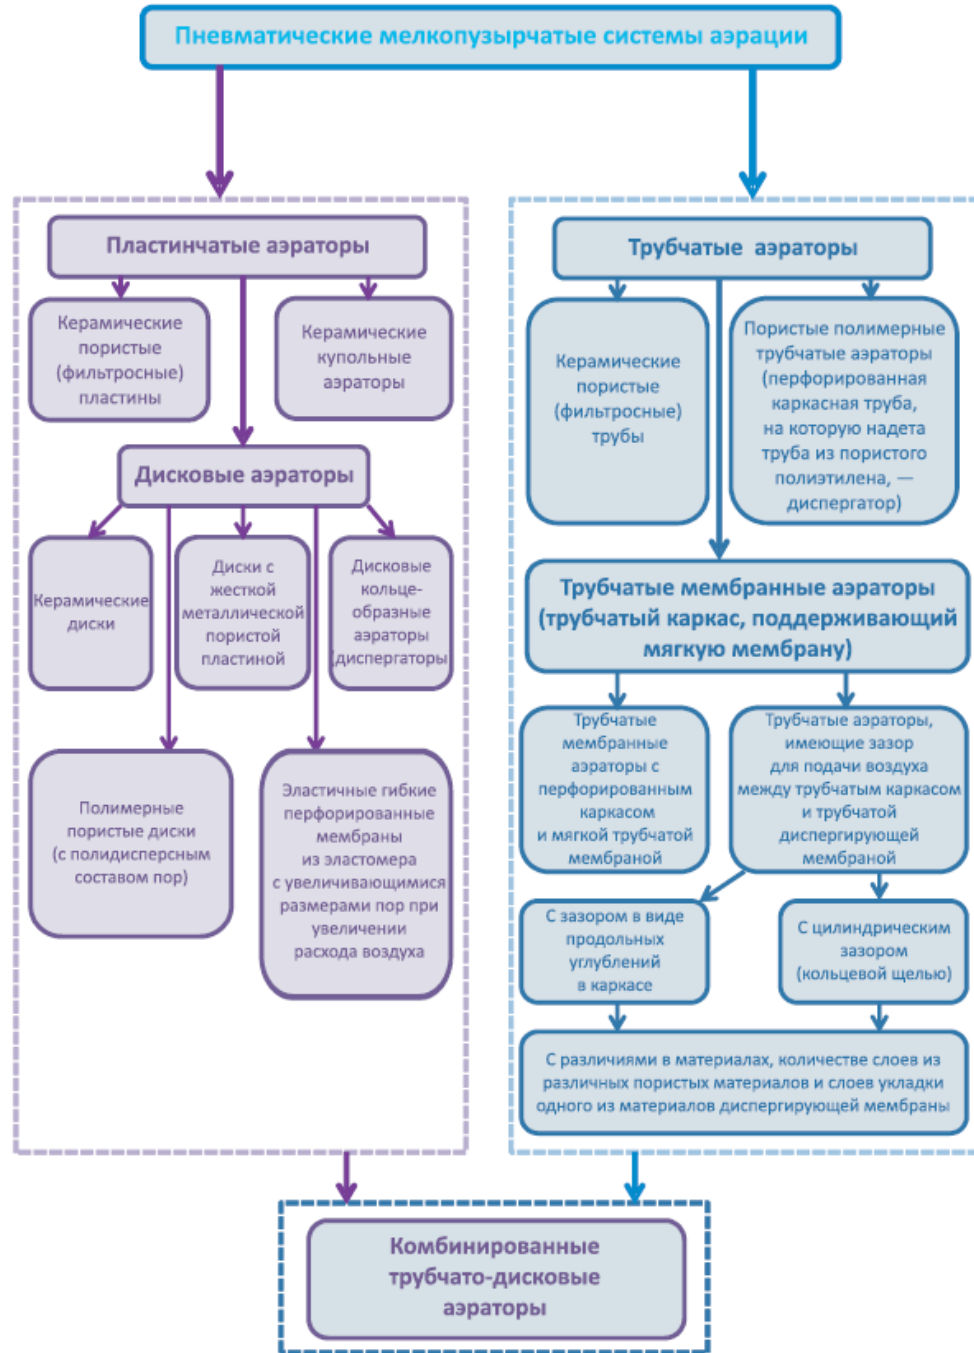 Пневматические мелкопузырчатые системы аэрации
Пластинчатые аэраторы
Керамические
пористые
(фильтросные)
пластины
Керамические
купольные
аэраторы
Дисковые аэраторы
Керамические
диски
Диски с
жесткой
металлической
пористой
пластиной
Дисковые
кольце-
образные
аэраторы
(диспергаторы
Полимерные
пористые диски
(с полидисперсным
составом пор)
Эластичные гибкие
перфорированные
мембраны
из эластомера
с увеличивающимися
размерами пор при
увеличении
расхода воздуха
Трубчатые аэраторы
Керамические
пористые
(фильтросные)
трубы
Пористые полимерные
трубчатые аэраторы
(перфорированная
каркасная труба,
на которую надета
труба из пористого
полиэтилена, —
диспергатор)
Трубчатые мембранные аэраторы
(трубчатый каркас, поддерживающий
мягкую мембрану)
Трубчатые
мембранные
аэраторы с
перфорированным
каркасом
и мягкой трубчатой
мембраной
Трубчатые аэраторы,
имеющие зазор
для подачи воздуха
между трубчатым каркасом
и трубчатой
диспергирующей
мембраной
С зазором в виде
продольных
углублений
в каркасе
С цилиндрическим
зазором
(кольцевой щелью)
С различиями в материалах, количестве слоев из
различных пористых материалов и слоев укладки
одного из материалов диспергирующей мембраны
Комбинированные
трубчато-дисковые
аэраторы